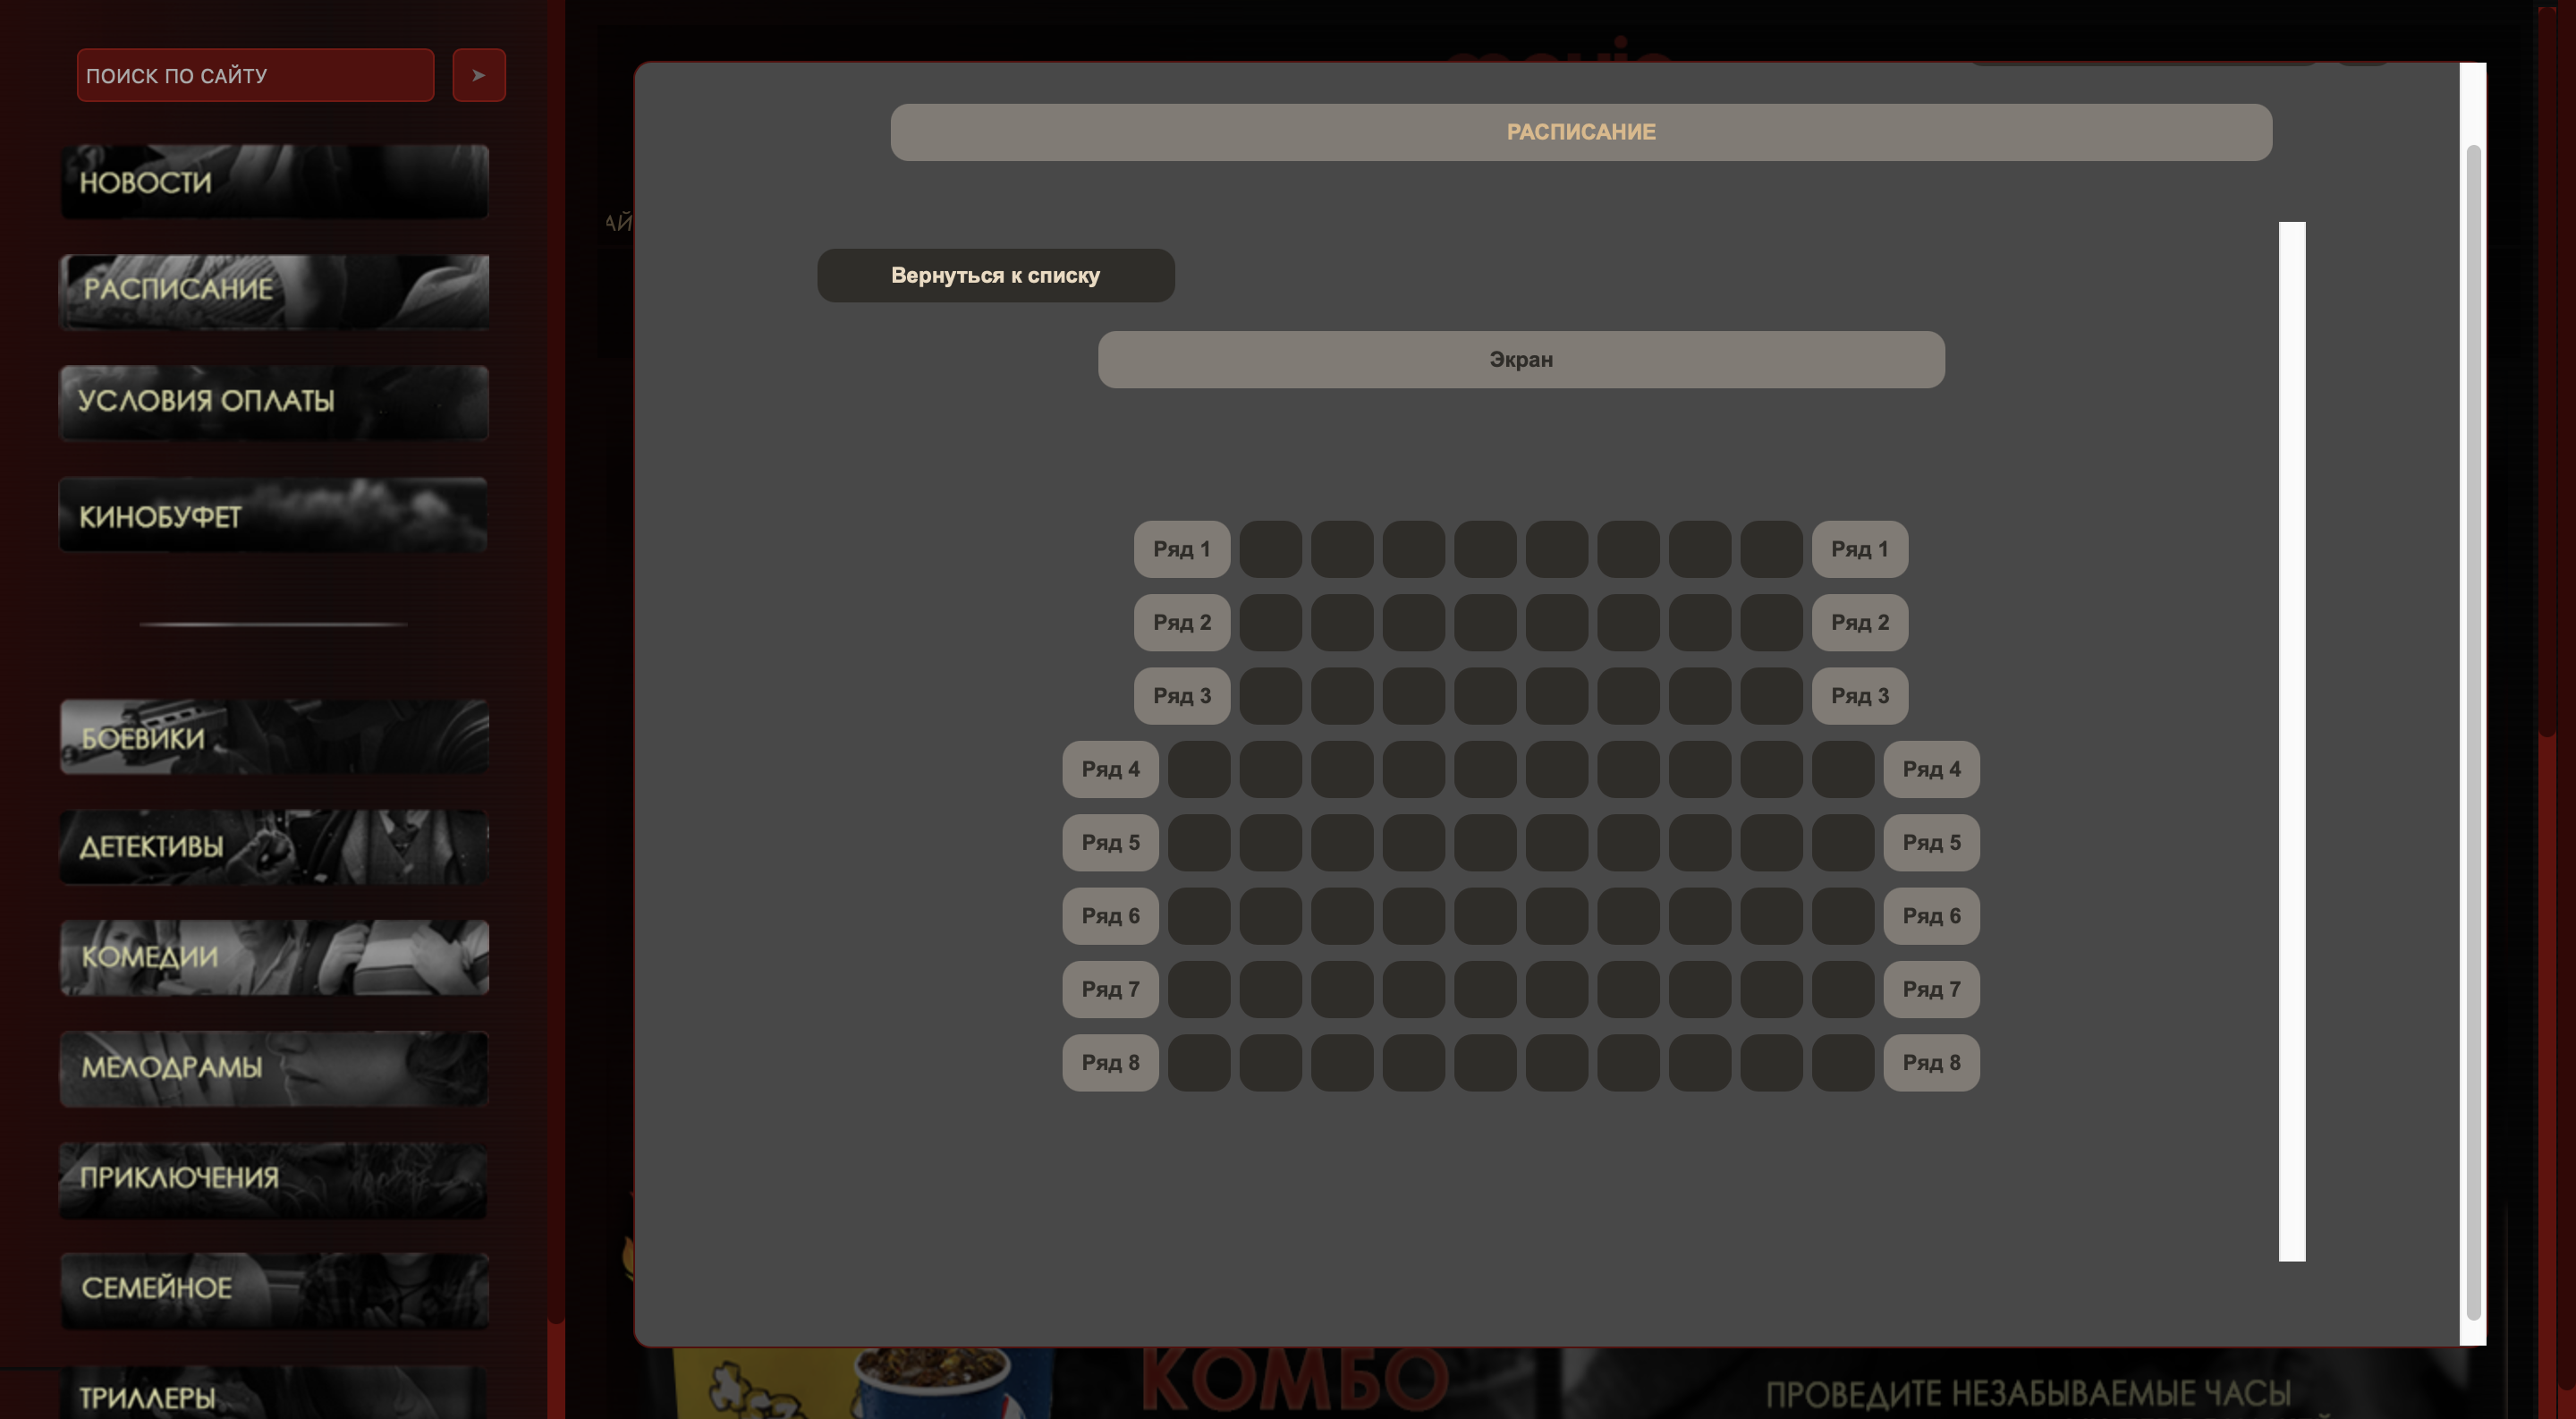 ПОИСК ПО САЙТУ
➤
НОВОСТИ
РАСПИСАНИЕ
УСЛОВИЯ ОПЛАТЫ
КИНОБУФЕТ
БОЕВИКИ
ДЕТЕКТИВЫ
КОМЕДИИ
МЕЛОДРАМЫ
ПРИКЛЮЧЕНИЯ
СЕМЕЙНОЕ
ТРИЛЛЕРЫ
РАСПИСАНИЕ
Вернуться к списку
Экран
Ряд 1 Ряд 1
Ряд 2 Ряд 2
Ряд 3 Ряд 3
Ряд 4 Ряд 4
Ряд 5 Ряд 5
Ряд 6 Ряд 6
Ряд 7 Ряд 7
Ряд 8 Ряд 8
КОМБО
ПРОВЕДИТЕ НЕЗАБЫВАЕМЫЕ ЧАСЫ